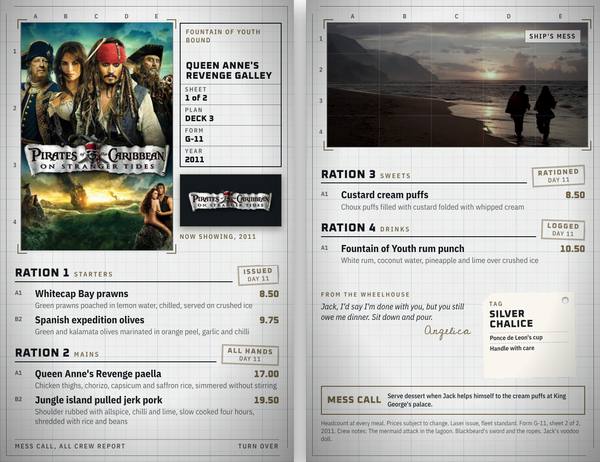 A B C D E
FOUNTAIN OF YOUTH
BOUND
QUEEN ANNE'S
REVENGE GALLEY
SHEET
1 of 2
PLAN
DECK 3
FORM
G-11
YEAR
2011
1
2
3
4
PIRATES of the CARIBBEAN
ON STRANGER TIDES
PIRATES of the CARIBBEAN
ON STRANGER TIDES
NOW SHOWING, 2011
RATION 1 STARTERS
ISSUED
DAY 11
A1 Whitecap Bay prawns 8.50
Green prawns poached in lemon water, chilled, served on crushed ice
B2 Spanish expedition olives 9.75
Green and kalamata olives marinated in orange peel, garlic and chilli
RATION 2 MAINS
ALL HANDS
DAY 11
A1 Queen Anne's Revenge paella 17.00
Chicken thighs, chorizo, capsicum and saffron rice, simmered without stirring
B2 Jungle island pulled jerk pork 19.50
Shoulder rubbed with allspice, chilli and lime, slow cooked four hours,
shredded with rice and beans
MESS CALL, ALL CREW REPORT TURN OVER
A B C D E
1
2
3
4
SHIP'S MESS
RATION 3 SWEETS
RATIONED
DAY 11
A1 Custard cream puffs 8.50
Choux puffs filled with custard folded with whipped cream
RATION 4 DRINKS
LOGGED
DAY 11
A1 Fountain of Youth rum punch 10.50
White rum, coconut water, pineapple and lime over crushed ice
FROM THE WHEELHOUSE
Jack, I'd say I'm done with you, but you still
owe me dinner. Sit down and pour.
Angelica
TAG
SILVER
CHALICE
Ponce de Leon's cup
Handle with care
MESS CALL Serve dessert when Jack helps himself to the cream puffs at King
George's palace.
Headcount at every meal. Prices subject to change. Laser issue, fleet standard. Form G-11, sheet 2 of 2,
2011. Crew notes: The mermaid attack in the lagoon. Blackbeard's sword and the ropes. Jack's voodoo
doll.